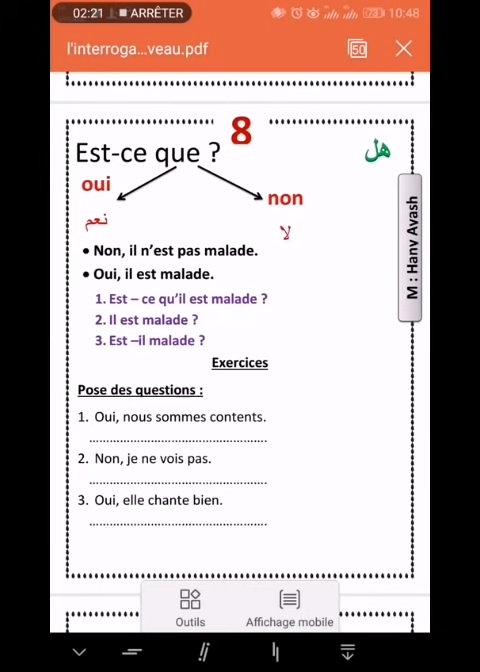 02:21 ARRÊTER 73 10:48
l'interroga...veau.pdf 50
8
Est-ce que ? هل
oui
non
نعم
لا
M : Hany Ayash
• Non, il n'est pas malade.
• Oui, il est malade.
1. Est – ce qu'il est malade ?
2. Il est malade ?
3. Est –il malade ?
Exercices
Pose des questions :
1. Oui, nous sommes contents.
2. Non, je ne vois pas.
3. Oui, elle chante bien.
Outils
Affichage mobile